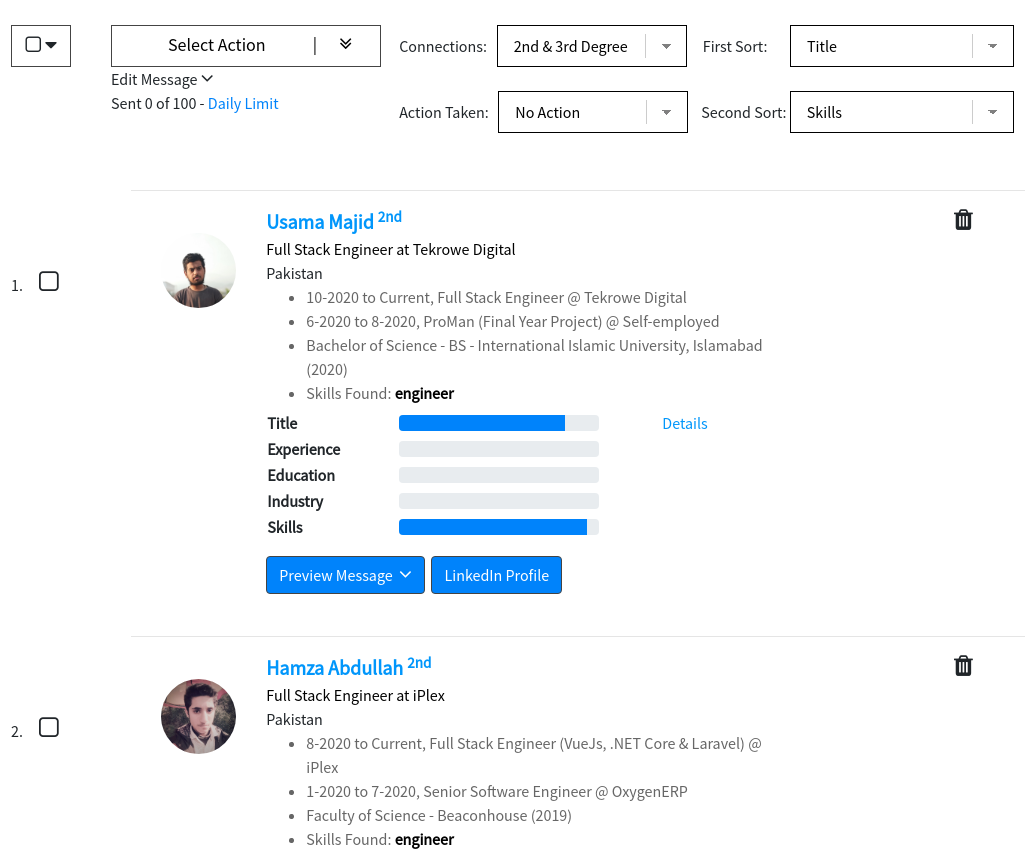 Select Action |
Connections: 2nd & 3rd Degree
First Sort: Title
Edit Message
Sent 0 of 100 - Daily Limit
Action Taken: No Action
Second Sort: Skills
1.
Usama Majid 2nd
Full Stack Engineer at Tekrowe Digital
Pakistan
• 10-2020 to Current, Full Stack Engineer @ Tekrowe Digital
• 6-2020 to 8-2020, ProMan (Final Year Project) @ Self-employed
• Bachelor of Science - BS - International Islamic University, Islamabad
(2020)
• Skills Found: engineer
Title
Details
Experience
Education
Industry
Skills
Preview Message
LinkedIn Profile
2.
Hamza Abdullah 2nd
Full Stack Engineer at iPlex
Pakistan
• 8-2020 to Current, Full Stack Engineer (VueJs, .NET Core & Laravel) @
iPlex
• 1-2020 to 7-2020, Senior Software Engineer @ OxygenERP
• Faculty of Science - Beaconhouse (2019)
• Skills Found: engineer